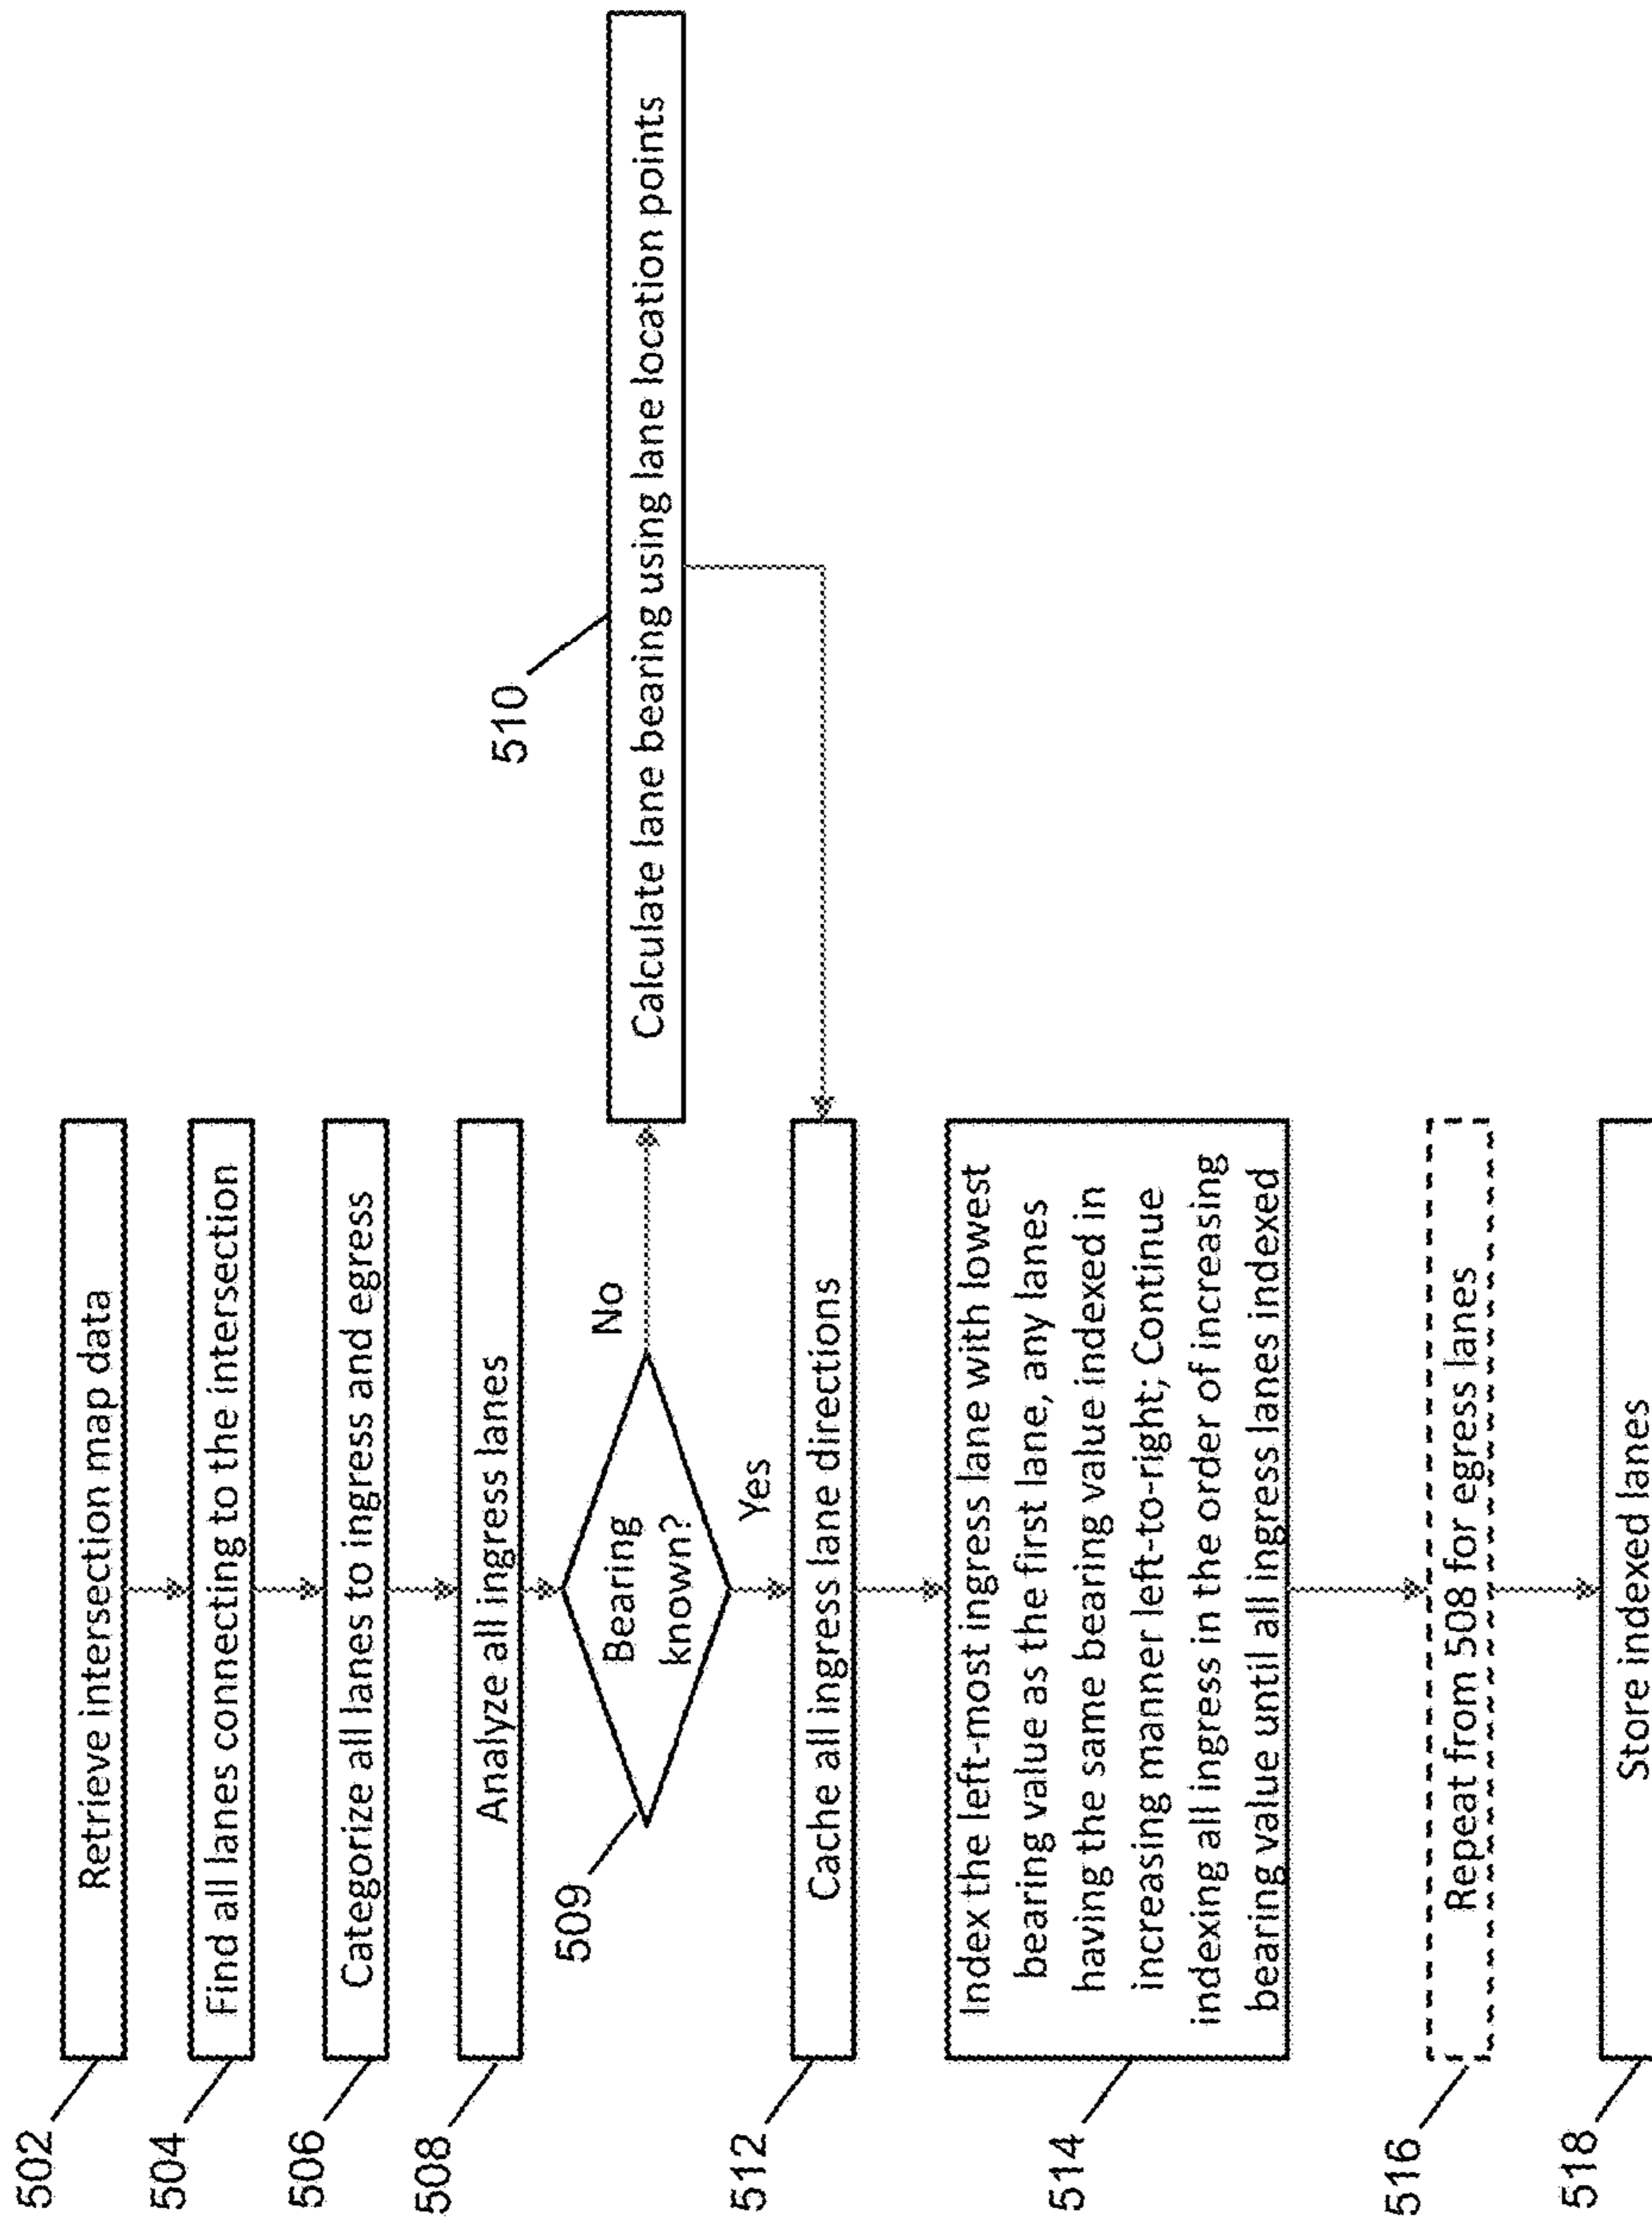 502
Retrieve intersection map data
504
Find all lanes connecting to the intersection
506
Categorize all lanes to ingress and egress
508
Analyze all ingress lanes
509
Bearing
known?
No
510
Calculate lane bearing using lane location points
Yes
512
Cache all ingress lane directions
514
Index the left-most ingress lane with lowest
bearing value as the first lane, any lanes
having the same bearing value indexed in
increasing manner left-to-right; Continue
indexing all ingress in the order of increasing
bearing value until all ingress lanes indexed
516
Repeat from 508 for egress lanes
518
Store indexed lanes